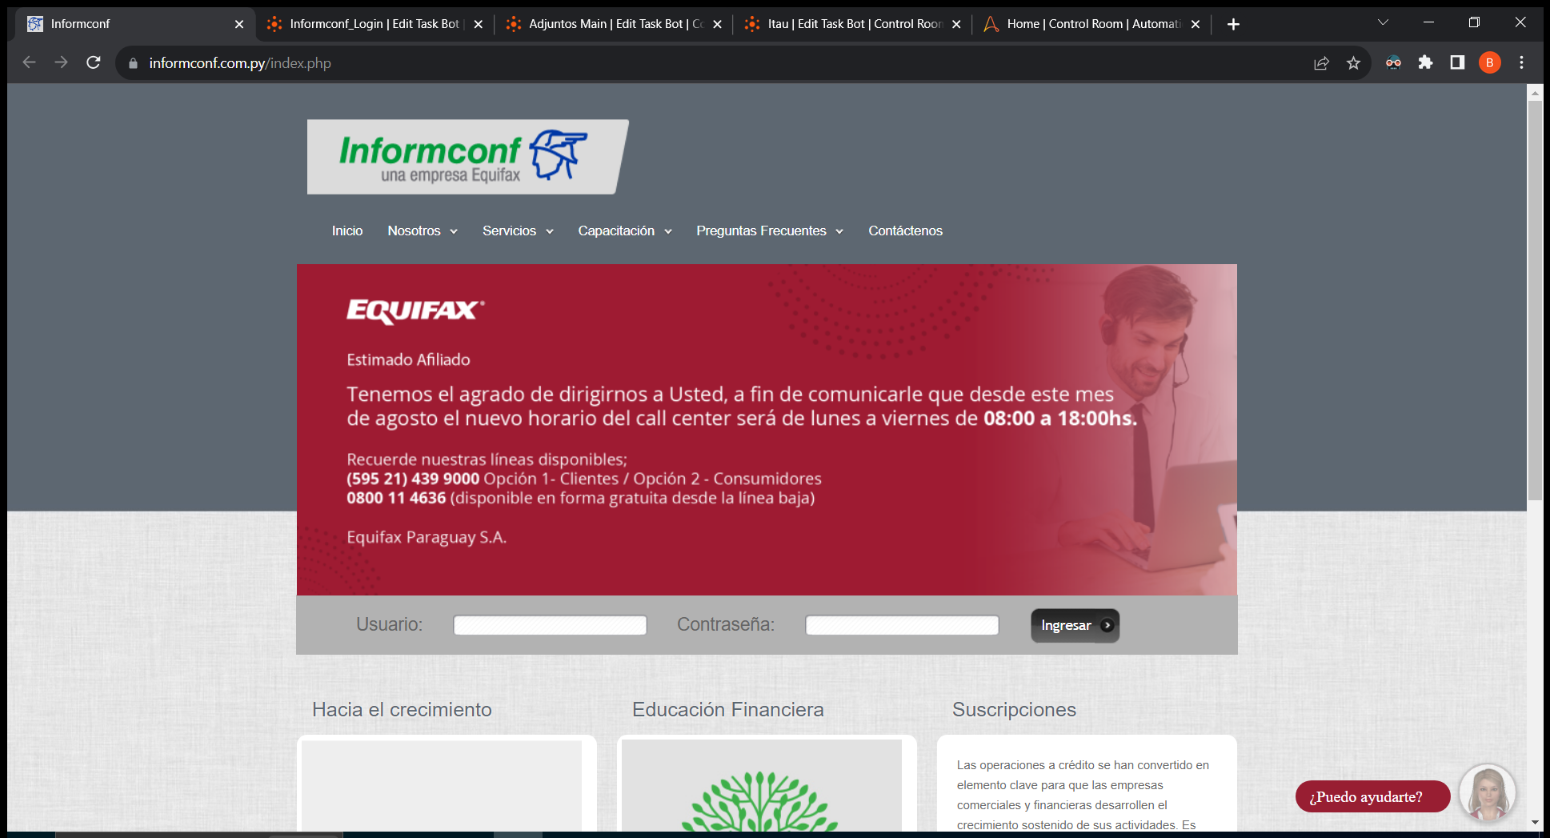 Informconf
Informconf_Login | Edit Task Bot |
Adjuntos Main | Edit Task Bot | Co
Itau | Edit Task Bot | Control Room
Home | Control Room | Automati
informconf.com.py/index.php
B
Informconf
una empresa Equifax
Inicio
Nosotros
Servicios
Capacitación
Preguntas Frecuentes
Contáctenos
EQUIFAX
Estimado Afiliado
Tenemos el agrado de dirigirnos a Usted, a fin de comunicarle que desde este mes
de agosto el nuevo horario del call center será de lunes a viernes de 08:00 a 18:00hs.
Recuerde nuestras líneas disponibles;
(595 21) 439 9000 Opción 1- Clientes / Opción 2 - Consumidores
0800 11 4636 (disponible en forma gratuita desde la línea baja)
Equifax Paraguay S.A.
Usuario:
Contraseña:
Ingresar
Hacia el crecimiento
Educación Financiera
Suscripciones
Las operaciones a crédito se han convertido en
elemento clave para que las empresas
comerciales y financieras desarrollen el
crecimiento sostenido de sus actividades. Es
¿Puedo ayudarte?